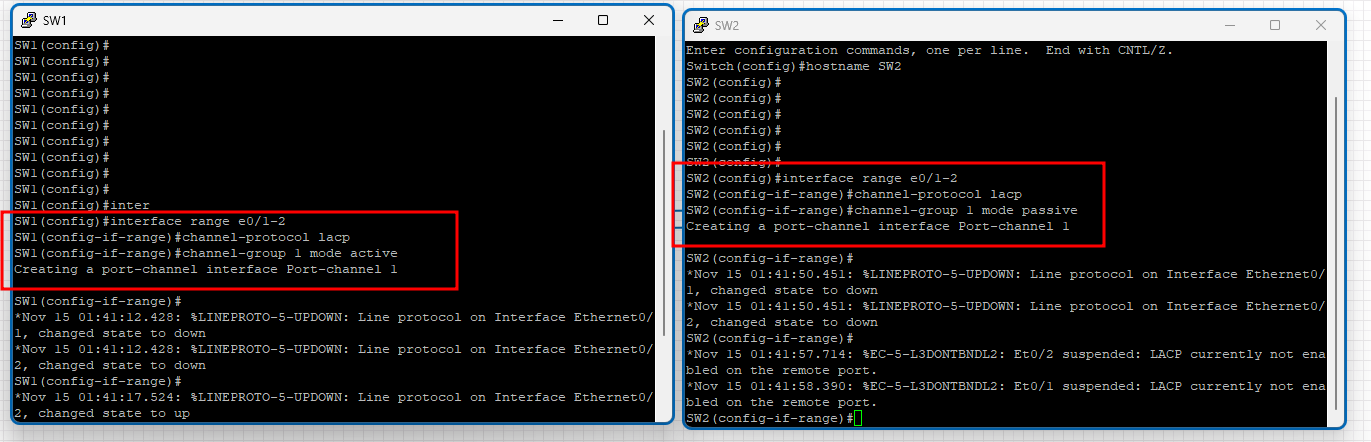 SW1
SW1(config)#
SW1(config)#
SW1(config)#
SW1(config)#
SW1(config)#
SW1(config)#
SW1(config)#
SW1(config)#
SW1(config)#
SW1(config)#
SW1(config)#inter
SW1(config)#interface range e0/1-2
SW1(config-if-range)#channel-protocol lacp
SW1(config-if-range)#channel-group 1 mode active
Creating a port-channel interface Port-channel 1
SW1(config-if-range)#
*Nov 15 01:41:12.428: %LINEPROTO-5-UPDOWN: Line protocol on Interface Ethernet0/
1, changed state to down
*Nov 15 01:41:12.428: %LINEPROTO-5-UPDOWN: Line protocol on Interface Ethernet0/
2, changed state to down
SW1(config-if-range)#
*Nov 15 01:41:17.524: %LINEPROTO-5-UPDOWN: Line protocol on Interface Ethernet0/
2, changed state to up
SW2
Enter configuration commands, one per line.  End with CNTL/Z.
Switch(config)#hostname SW2
SW2(config)#
SW2(config)#
SW2(config)#
SW2(config)#
SW2(config)#
SW2(config)#
SW2(config)#interface range e0/1-2
SW2(config-if-range)#channel-protocol lacp
SW2(config-if-range)#channel-group 1 mode passive
Creating a port-channel interface Port-channel 1
SW2(config-if-range)#
*Nov 15 01:41:50.451: %LINEPROTO-5-UPDOWN: Line protocol on Interface Ethernet0/
1, changed state to down
*Nov 15 01:41:50.451: %LINEPROTO-5-UPDOWN: Line protocol on Interface Ethernet0/
2, changed state to down
SW2(config-if-range)#
*Nov 15 01:41:57.714: %EC-5-L3DONTBNDL2: Et0/2 suspended: LACP currently not ena
bled on the remote port.
*Nov 15 01:41:58.390: %EC-5-L3DONTBNDL2: Et0/1 suspended: LACP currently not ena
bled on the remote port.
SW2(config-if-range)#